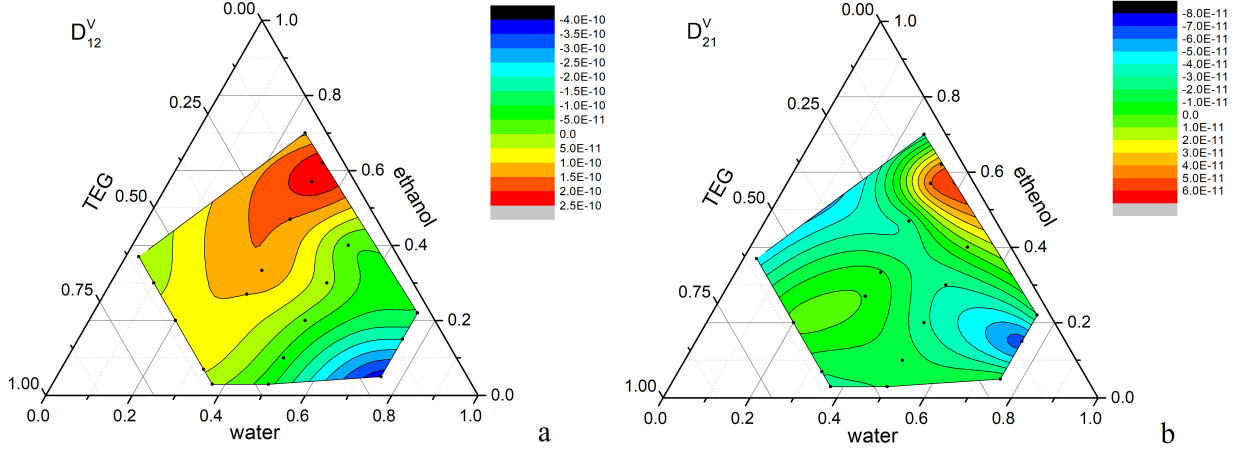 D12V
0.00
1.0
0.25
0.8
TEG
0.50
0.6
ethanol
0.4
0.75
0.2
1.00
0.0
0.0
0.2
0.4
0.6
0.8
1.0
water
a
-4.0E-10
-3.5E-10
-3.0E-10
-2.5E-10
-2.0E-10
-1.5E-10
-1.0E-10
-5.0E-11
0.0
5.0E-11
1.0E-10
1.5E-10
2.0E-10
2.5E-10
D21V
0.00
1.0
0.25
0.8
TEG
0.50
0.6
ethenol
0.4
0.75
0.2
1.00
0.0
0.0
0.2
0.4
0.6
0.8
1.0
water
b
-8.0E-11
-7.0E-11
-6.0E-11
-5.0E-11
-4.0E-11
-3.0E-11
-2.0E-11
-1.0E-11
0.0
1.0E-11
2.0E-11
3.0E-11
4.0E-11
5.0E-11
6.0E-11